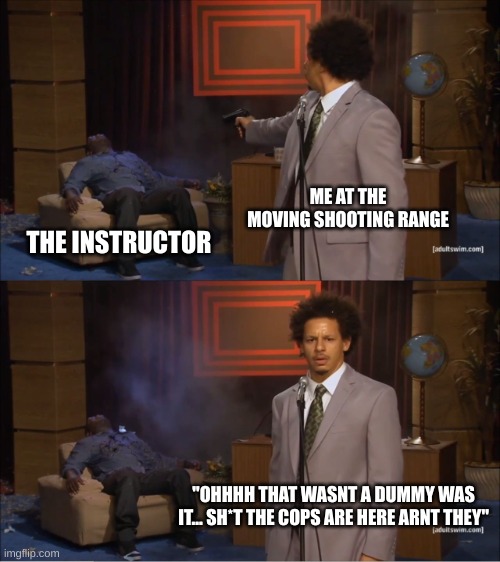 ME AT THE
MOVING SHOOTING RANGE
THE INSTRUCTOR
[adultswim.com]
"OHHHH THAT WASNT A DUMMY WAS
IT... SH*T THE COPS ARE HERE ARNT THEY"
[adultswim.com]
imgflip.com